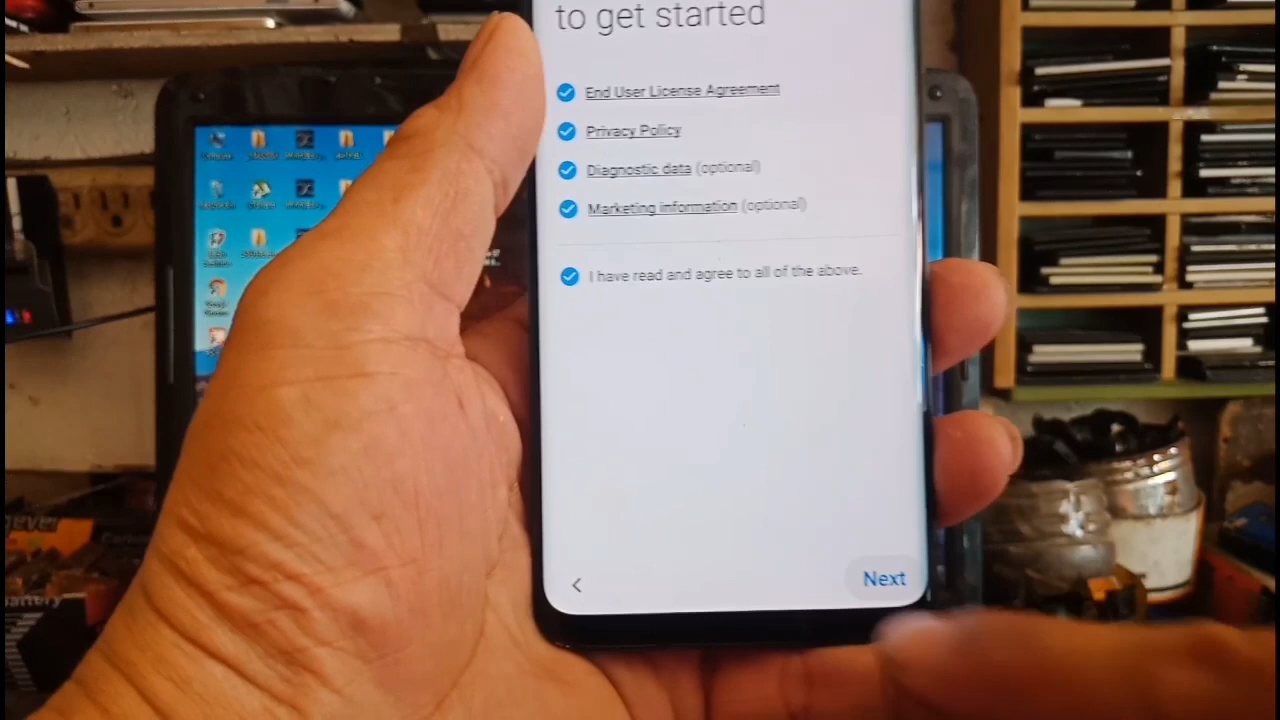 to get started
End User License Agreement
Privacy Policy
Diagnostic data (optional)
Marketing information (optional)
I have read and agree to all of the above.
Next